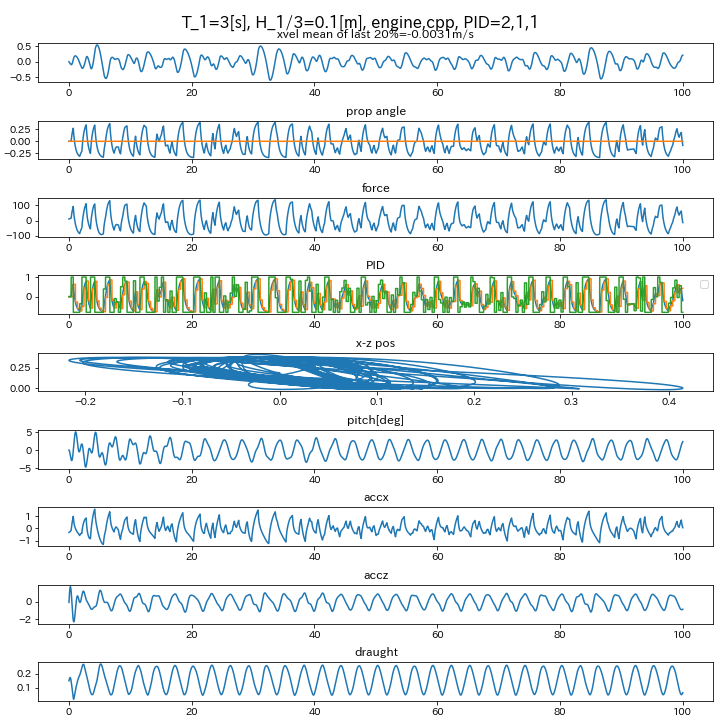 T_1=3[s], H_1/3=0.1[m], engine,cpp, PID=2,1,1
xvel mean of last 20%=-0.0031m/s
0.5
0.0
−0.5
0 20 40 60 80 100
prop angle
0.25
0.00
−0.25
0 20 40 60 80 100
force
100
0
−100
0 20 40 60 80 100
PID
1
0
0 20 40 60 80 100
x-z pos
0.25
0.00
−0.2 −0.1 0.0 0.1 0.2 0.3 0.4
pitch[deg]
5
0
−5
0 20 40 60 80 100
accx
1
0
−1
0 20 40 60 80 100
accz
0
−2
0 20 40 60 80 100
draught
0.2
0.1
0 20 40 60 80 100